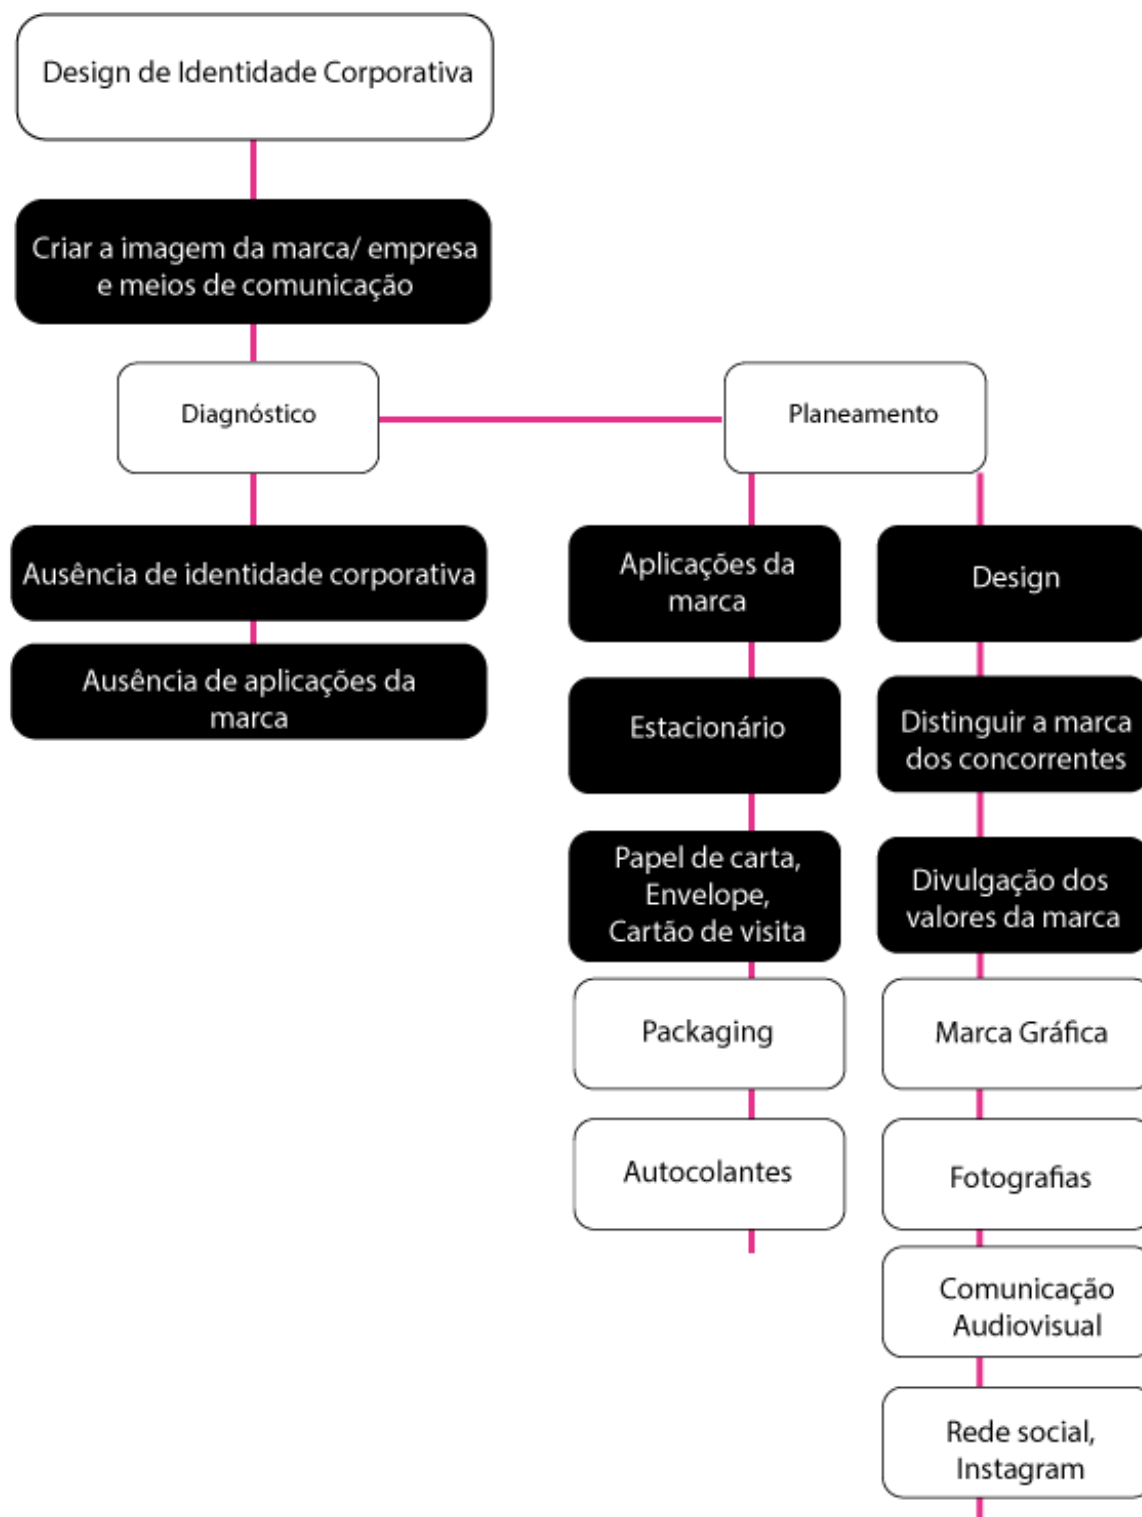 Design de Identidade Corporativa
Criar a imagem da marca/ empresa
e meios de comunicação
Diagnóstico
Planeamento
Ausência de identidade corporativa
Ausência de aplicações da
marca
Aplicações da
marca
Estacionário
Papel de carta,
Envelope,
Cartão de visita
Packaging
Autocolantes
Design
Distinguir a marca
dos concorrentes
Divulgação dos
valores da marca
Marca Gráfica
Fotografias
Comunicação
Audiovisual
Rede social,
Instagram